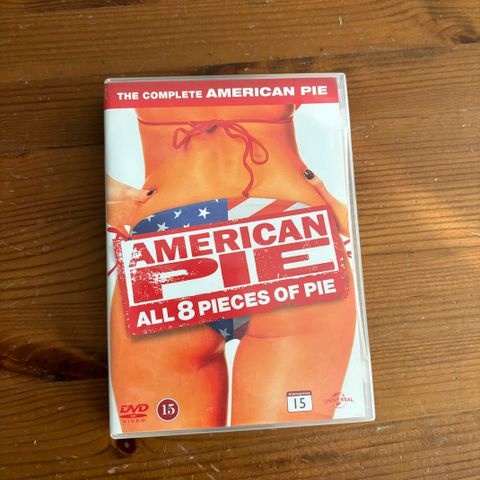 THE COMPLETE AMERICAN PIE
AMERICAN
PIE
ALL 8 PIECES OF PIE
DVD
VIDEO
15
15
UNIVERSAL